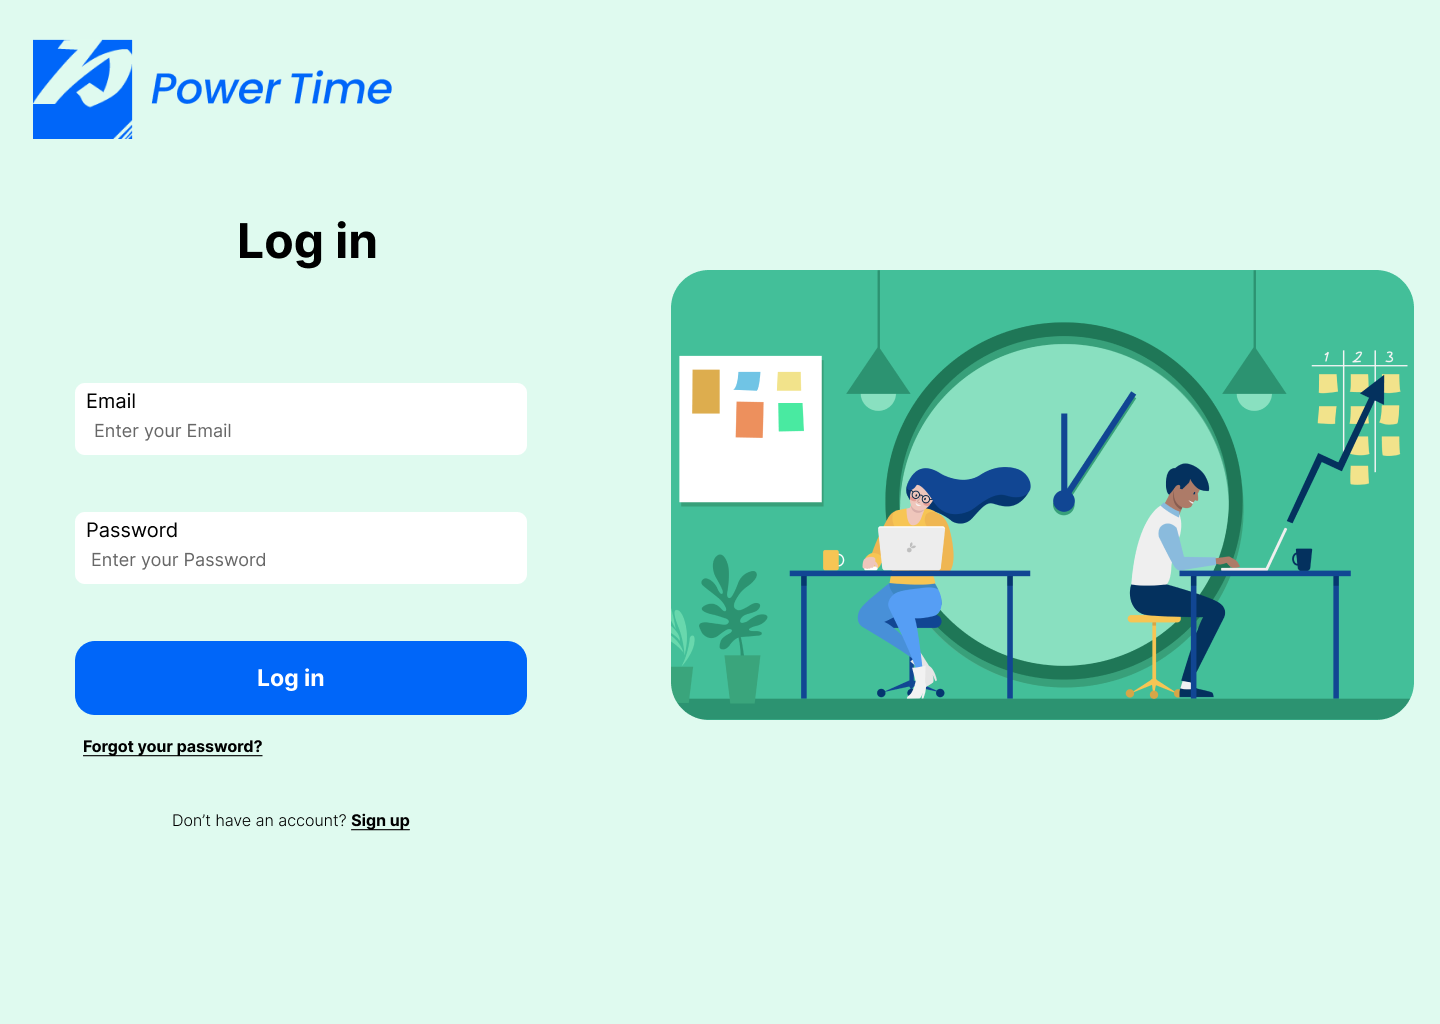 Power Time
Log in
Email
Enter your Email
Password
Enter your Password
Log in
Forgot your password?
Don’t have an account? Sign up
1 2 3